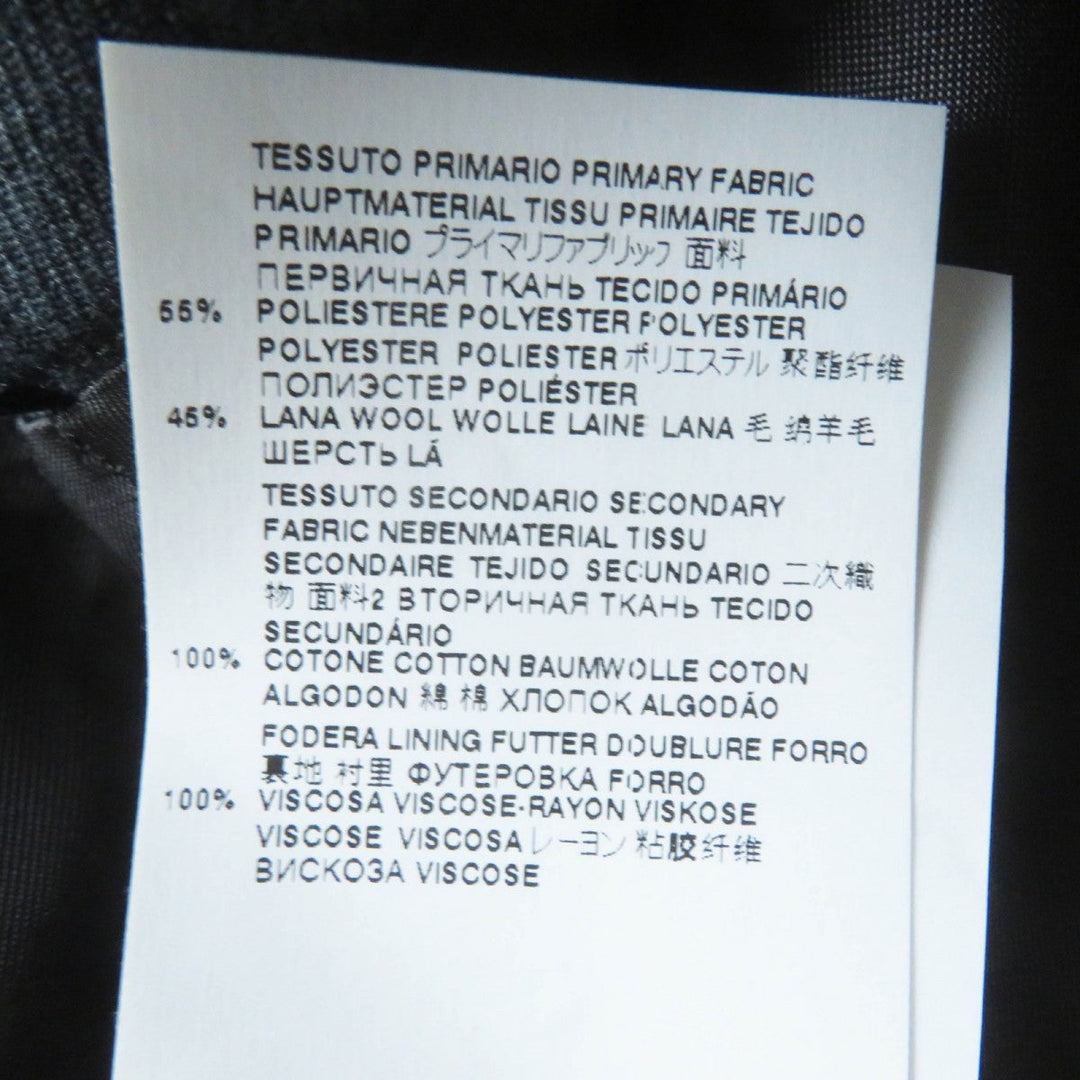 TESSUTO PRIMARIO PRIMARY FABRIC
HAUPTMATERIAL TISSU PRIMAIRE TEJIDO
PRIMARIO プライマリファブリック 面料
ПЕРВИЧНАЯ ТКАНЬ TECIDO PRIMÁRIO
55% POLIESTERE POLYESTER POLYESTER
POLYESTER POLIESTER ポリエステル 聚酯纤维
ПОЛИЭСТЕР POLIÉSTER
45% LANA WOOL WOLLE LAINE LANA 毛 绵羊毛
ШЕРСТЬ LÁ
TESSUTO SECONDARIO SECONDARY
FABRIC NEBENMATERIAL TISSU
SECONDAIRE TEJIDO SECUNDARIO 二次織
物 面料2 ВТОРИЧНАЯ ТКАНЬ TECIDO
SECUNDÁRIO
100% COTONE COTTON BAUMWOLLE COTON
ALGODON 綿 棉 ХЛОПОК ALGODÃO
FODERA LINING FUTTER DOUBLURE FORRO
裏地 村里 ФУТЕРОВКА FORRO
100% VISCOSA VISCOSE-RAYON VISKOSE
VISCOSE VISCOSA レーヨン 粘胶纤维
ВИСКОЗА VISCOSE